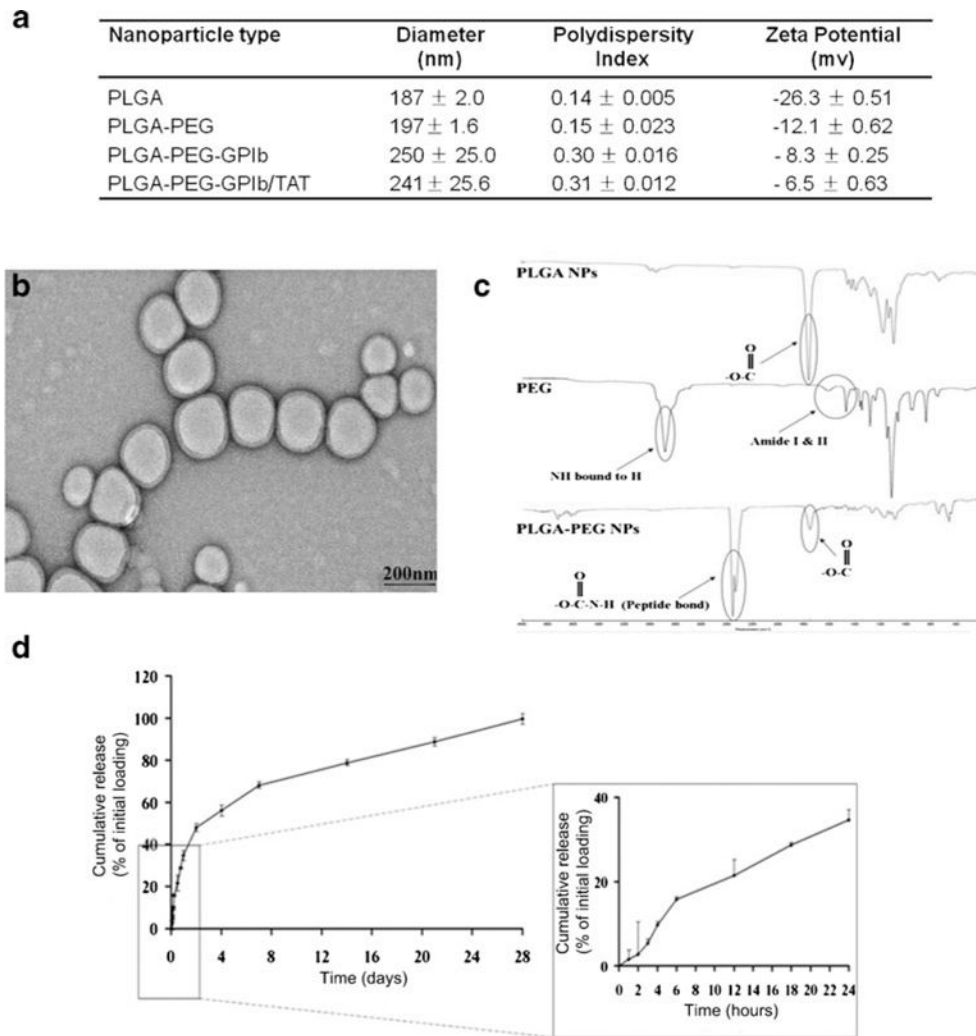 a
Nanoparticle type Diameter (nm) Polydispersity Index Zeta Potential (mv)
PLGA 187 ± 2.0 0.14 ± 0.005 -26.3 ± 0.51
PLGA-PEG 197 ± 1.6 0.15 ± 0.023 -12.1 ± 0.62
PLGA-PEG-GPIb 250 ± 25.0 0.30 ± 0.016 - 8.3 ± 0.25
PLGA-PEG-GPIb/TAT 241 ± 25.6 0.31 ± 0.012 - 6.5 ± 0.63
b
200nm
c
PLGA NPs
O
-O-C
PEG
Amide I & H
NH bound to H
PLGA-PEG NPs
O
-O-C
O
-O-C-N-H (Peptide bond)
d
Cumulative release
(% of initial loading)
120
100
80
60
40
20
0
0 4 8 12 16 20 24 28
Time (days)
Cumulative release
(% of initial loading)
40
20
0
0 2 4 6 8 10 12 14 16 18 20 22 24
Time (hours)